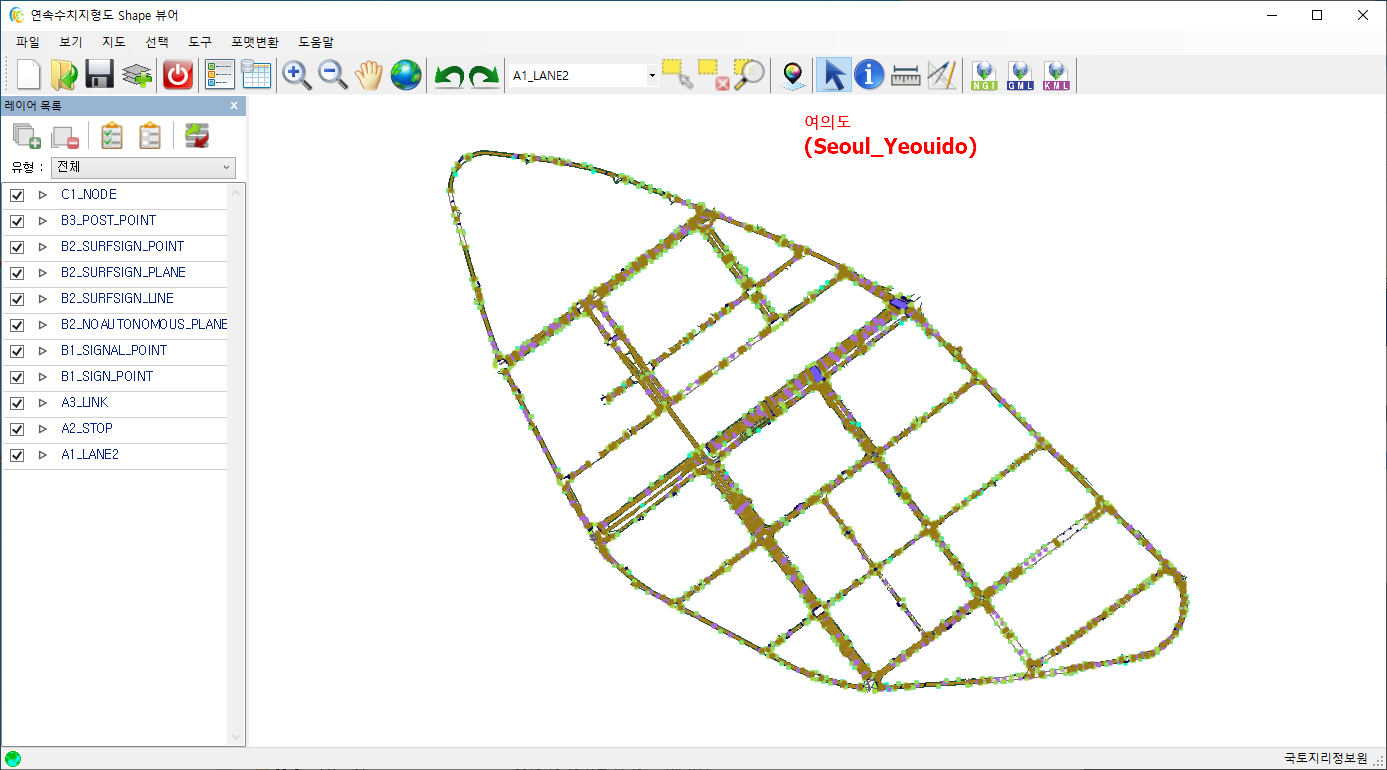 연속수치지형도 Shape 뷰어
파일 보기 지도 선택 도구 포맷변환 도움말
A1_LANE2
NGI GML KML
레이어 목록
유형 : 전체
C1_NODE
B3_POST_POINT
B2_SURFSIGN_POINT
B2_SURFSIGN_PLANE
B2_SURFSIGN_LINE
B2_NOAUTONOMOUS_PLANE
B1_SIGNAL_POINT
B1_SIGN_POINT
A3_LINK
A2_STOP
A1_LANE2
여의도
(Seoul_Yeouido)
국토지리정보원